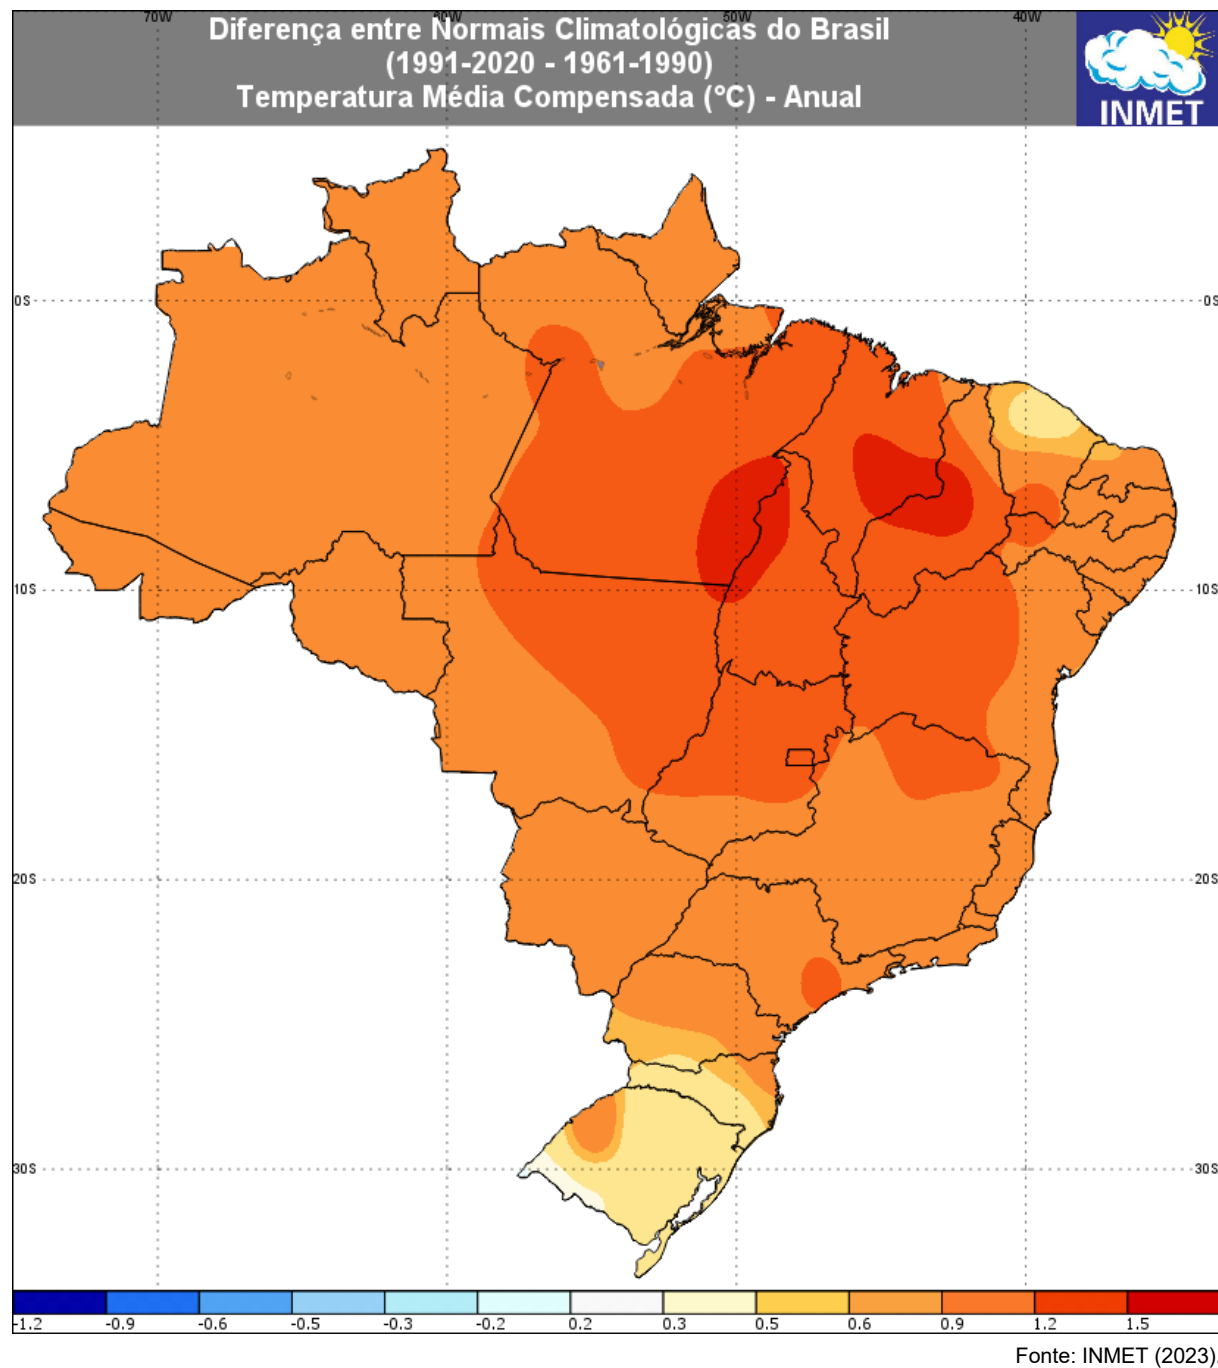 70W 60W 50W 40W
Diferença entre Normais Climatológicas do Brasil
(1991-2020 - 1961-1990)
Temperatura Média Compensada (°C) - Anual
INMET
0S 0S
10S 10S
20S 20S
30S 30S
-1.2 -0.9 -0.6 -0.5 -0.3 -0.2 0.2 0.3 0.5 0.6 0.9 1.2 1.5
Fonte: INMET (2023)